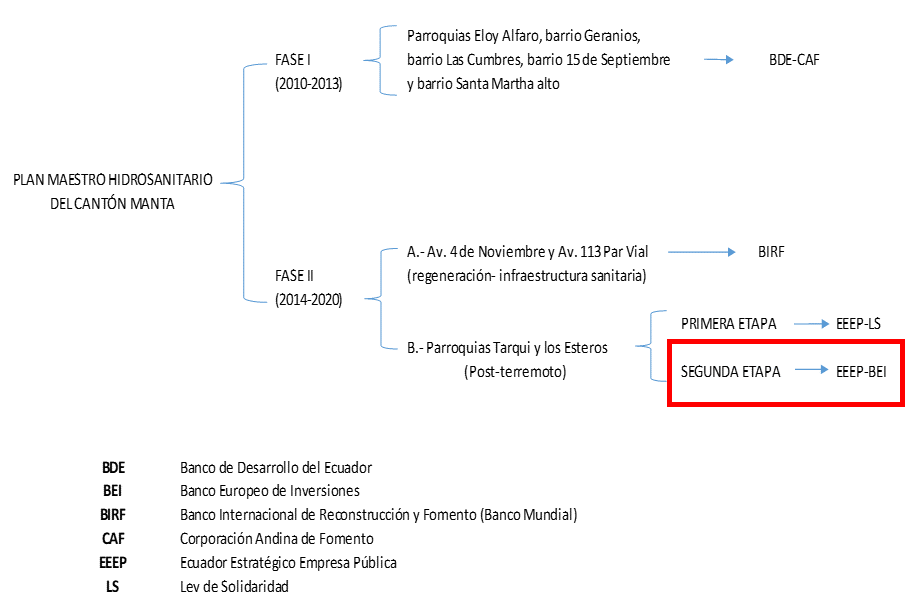 Parroquias Eloy Alfaro, barrio Geranios,
FASE I
barrio Las Cumbres, barrio 15 de Septiembre
BDE-CAF
(2010-2013)
y barrio Santa Martha alto
PLAN MAESTRO HIDROSANITARIO
DEL CANTÓN MANTA
A.- Av. 4 de Noviembre y Av. 113 Par Vial
BIRF
(regeneración- infraestructura sanitaria)
FASE II
(2014-2020)
B.- Parroquias Tarqui y los Esteros
(Post-terremoto)
PRIMERA ETAPA
EEEP-LS
SEGUNDA ETAPA
EEEP-BEI
BDE Banco de Desarrollo del Ecuador
BEI Banco Europeo de Inversiones
BIRF Banco Internacional de Reconstrucción y Fomento (Banco Mundial)
CAF Corporación Andina de Fomento
EEEP Ecuador Estratégico Empresa Pública
LS Ley de Solidaridad